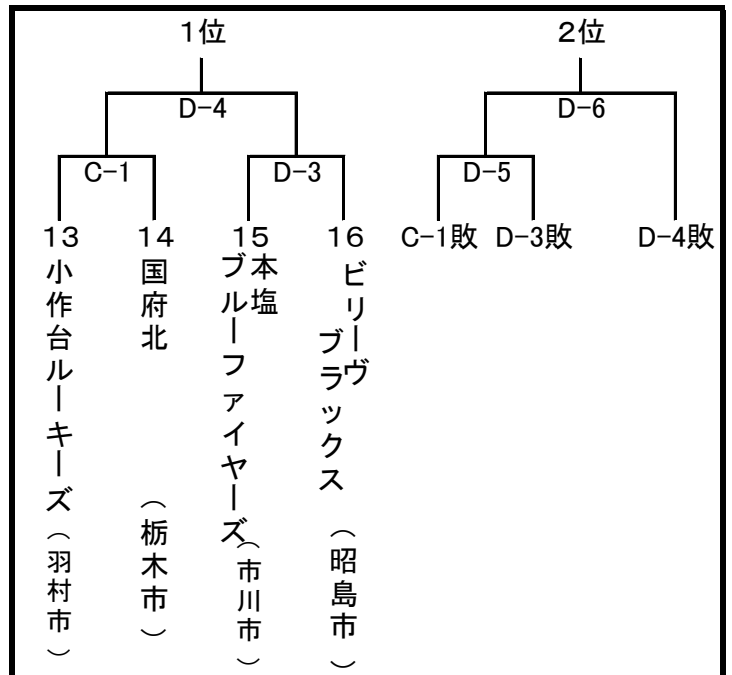 1位
2位
D-4
D-6
C-1
D-3
D-5
13
14
15
16
C-1敗
D-3敗
D-4敗
小作台ルーキーズ（羽村市）
国府北（栃木市）
本塩
ブルーファイヤーズ（市川市）
ビリーヴ
ブラックス（昭島市）